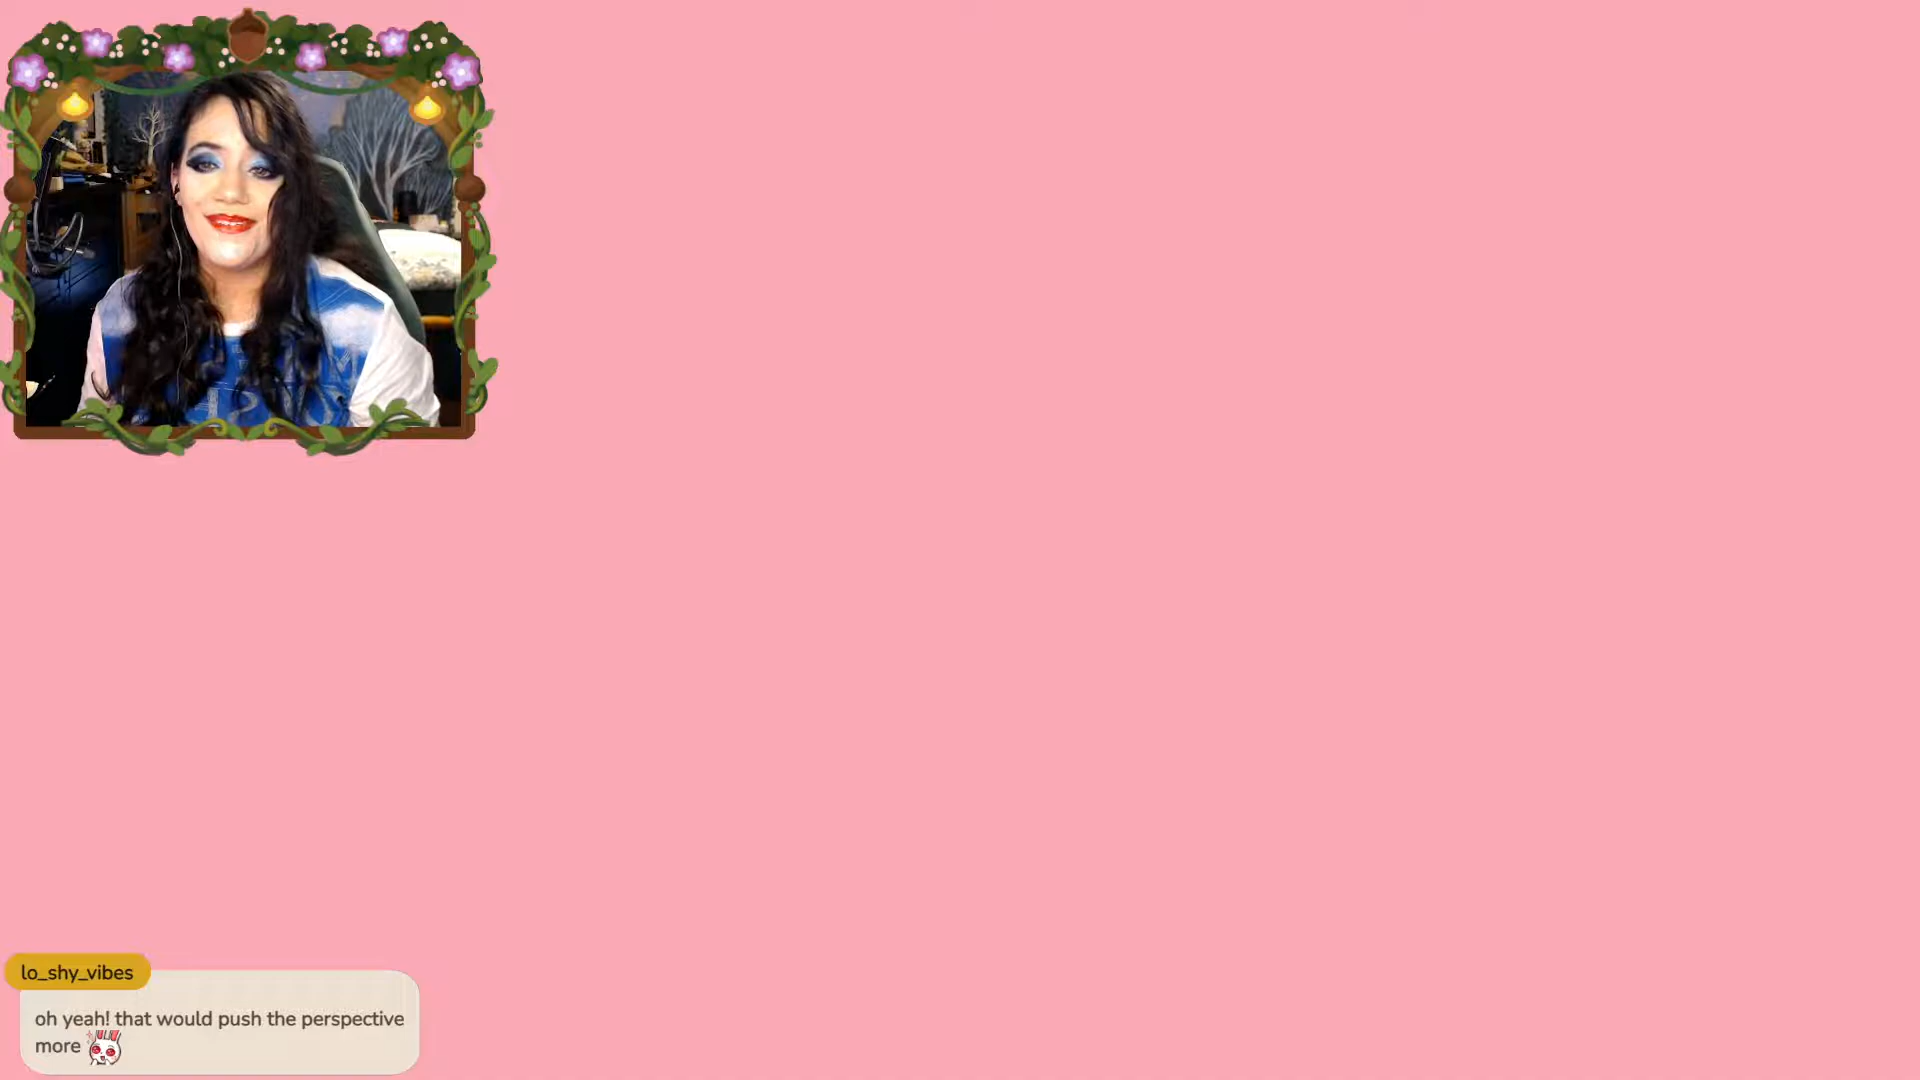 lo_shy_vibes
oh yeah! that would push the perspective
more